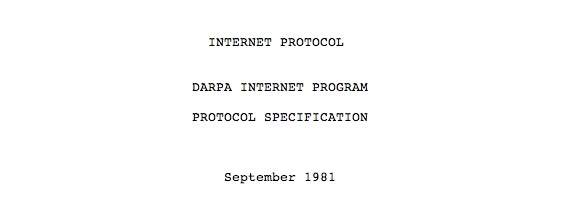 INTERNET PROTOCOL
DARPA INTERNET PROGRAM
PROTOCOL SPECIFICATION
September 1981